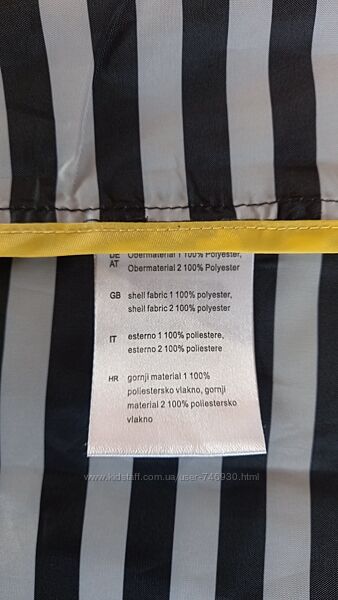 DE Obermaterial 1 100% Polyester,
AT Obermaterial 2 100% Polyester
GB shell fabric 1 100% polyester,
shell fabric 2 100% polyester
IT esterno 1 100% poliestere,
esterno 2 100% poliestere
HR gornji material 1 100%
poliestersko vlakno, gornji
material 2 100% poliestersko
vlakno
www.kidstaff.com.ua/user-746930.html